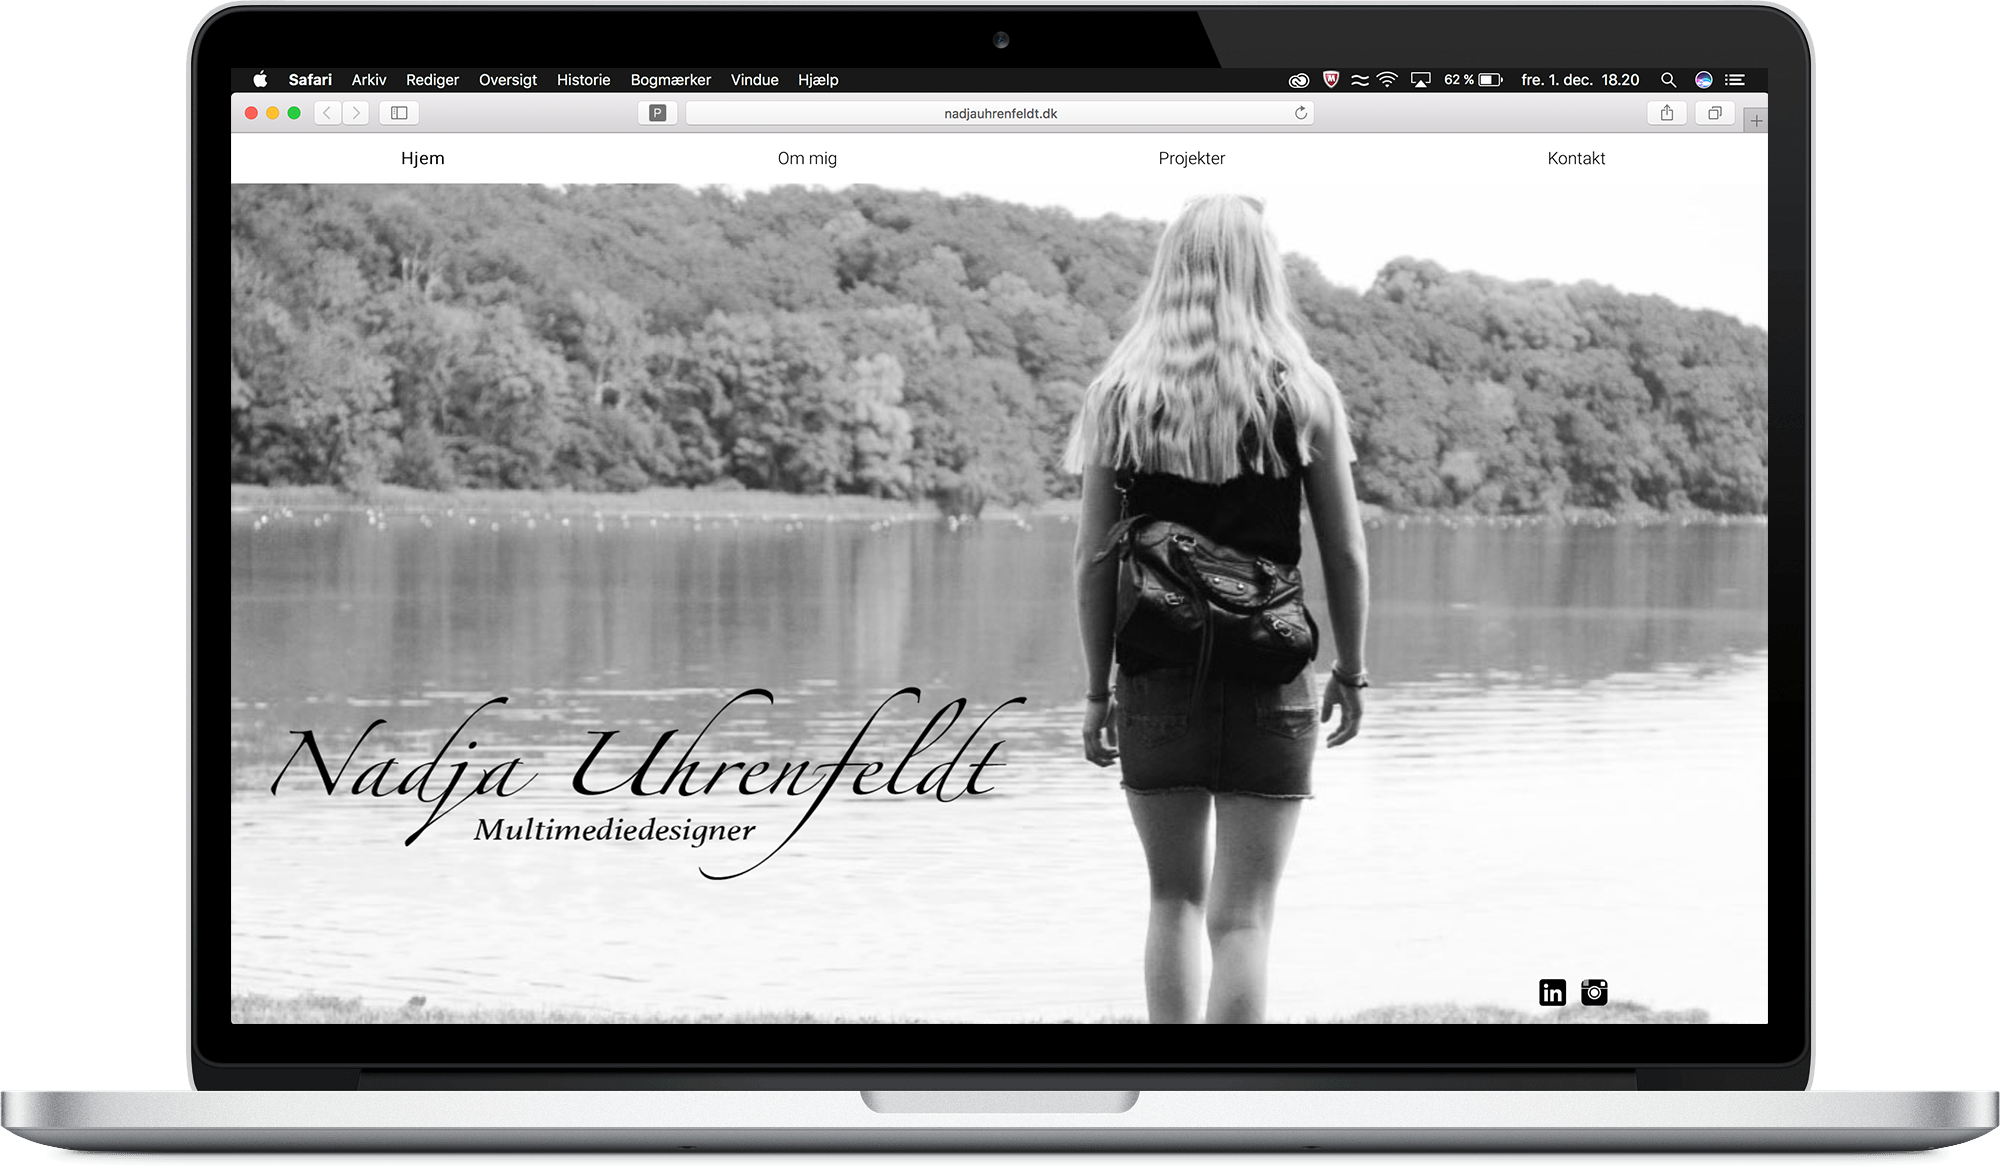 Safari Arkiv Rediger Oversigt Historie Bogmærker Vindue Hjælp 62 % fre. 1. dec. 18.20
P nadjauhrenfeldt.dk
Hjem Om mig Projekter Kontakt
Nadja Uhrenfeldt
Multimediedesigner
in